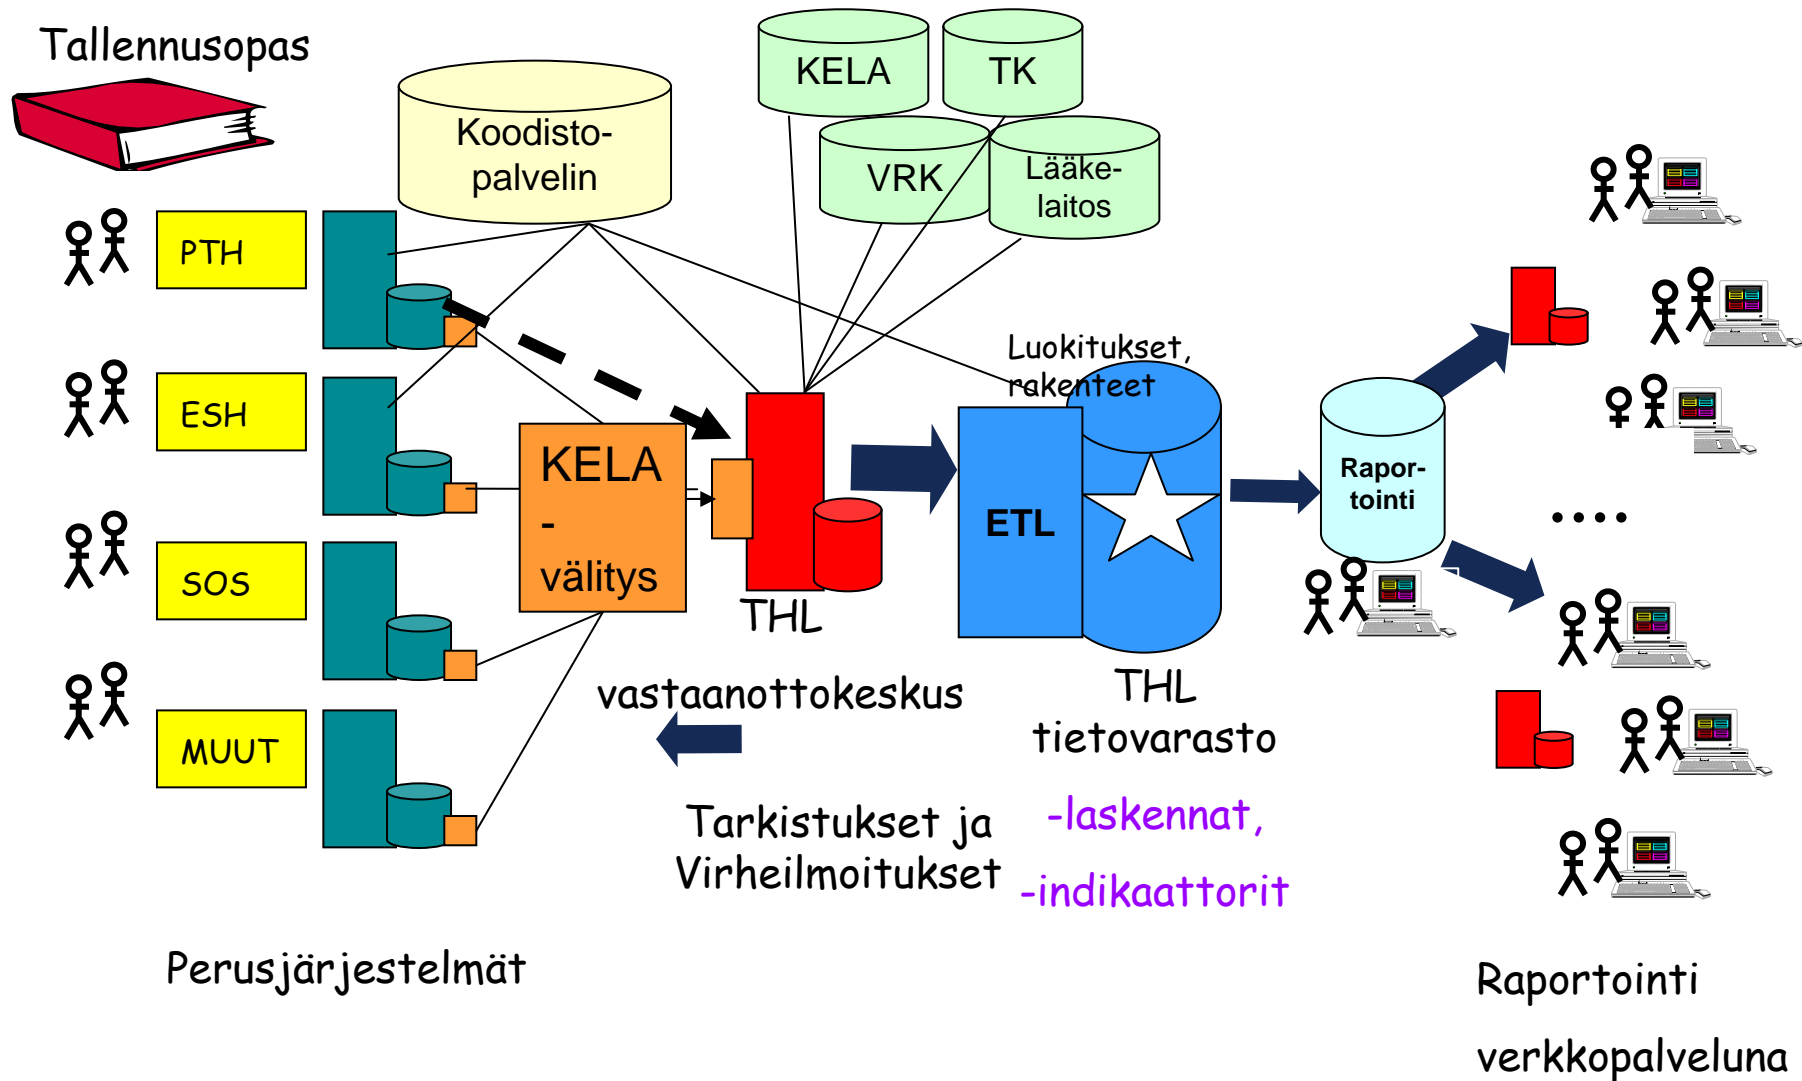 Tallennusopas
KELA
TK
VRK
Lääke-
laitos
Koodisto-
palvelin
PTH
ESH
SOS
MUUT
KELA
-
välitys
THL
vastaanottokeskus
Tarkistukset ja
Virheilmoitukset
Luokitukset,
rakenteet
ETL
THL
tietovarasto
-laskennat,
-indikaattorit
Rapor-
tointi
....
Perusjärjestelmät
Raportointi
verkkopalveluna